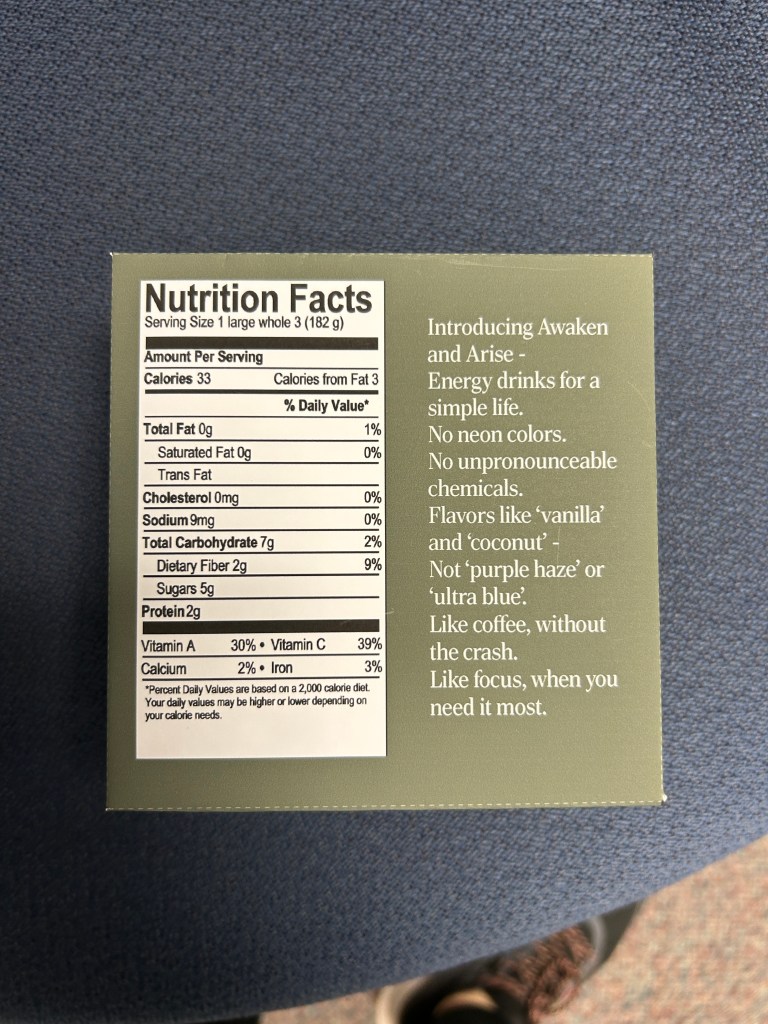 Nutrition Facts
Serving Size 1 large whole 3 (182 g)
Amount Per Serving
Calories 33 Calories from Fat 3
% Daily Value*
Total Fat 0g 1%
Saturated Fat 0g 0%
Trans Fat
Cholesterol 0mg 0%
Sodium 9mg 0%
Total Carbohydrate 7g 2%
Dietary Fiber 2g 9%
Sugars 5g
Protein 2g
Vitamin A 30% • Vitamin C 39%
Calcium 2% • Iron 3%
*Percent Daily Values are based on a 2,000 calorie diet.
Your daily values may be higher or lower depending on
your calorie needs.
Introducing Awaken
and Arise -
Energy drinks for a
simple life.
No neon colors.
No unpronounceable
chemicals.
Flavors like ‘vanilla’
and ‘coconut’ -
Not ‘purple haze’ or
‘ultra blue’.
Like coffee, without
the crash.
Like focus, when you
need it most.